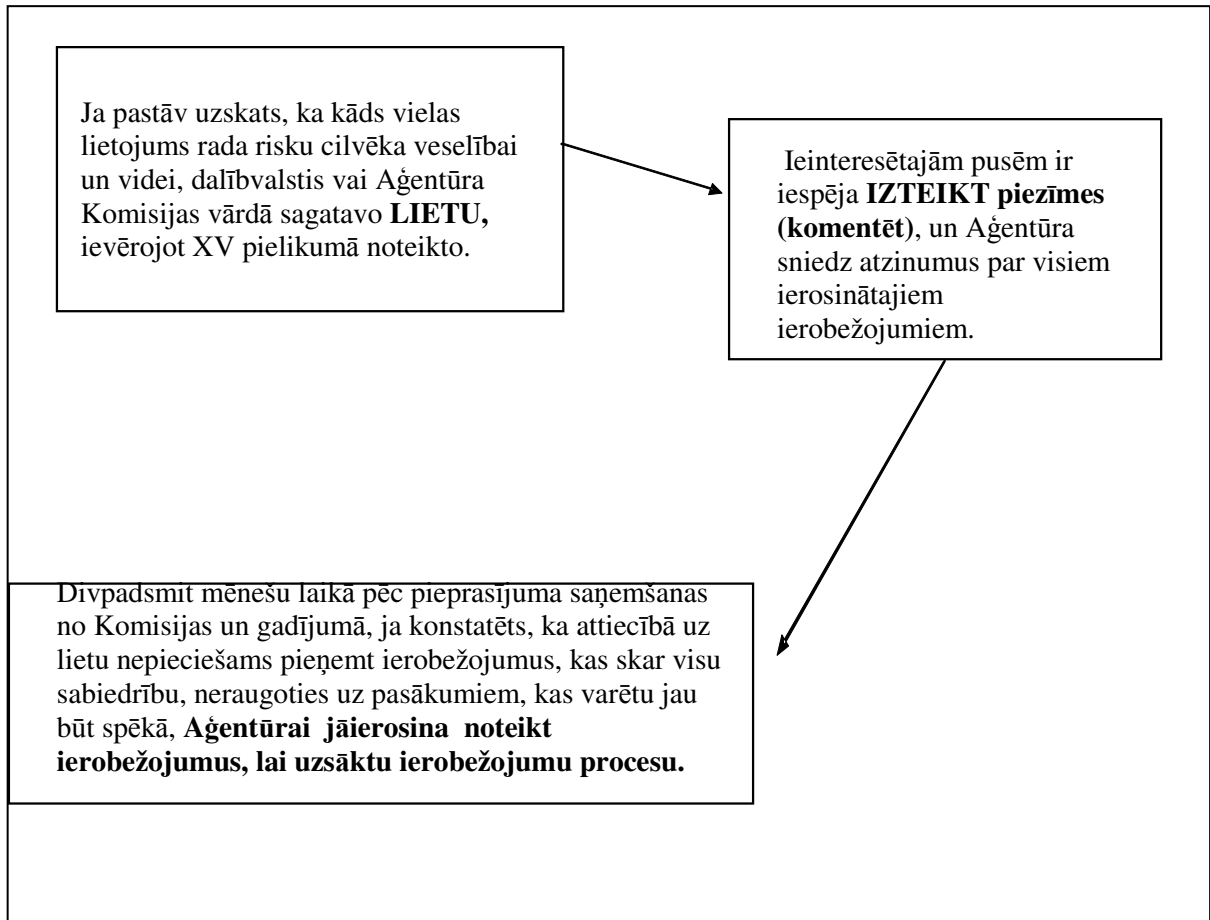 Ja pastāv uzskats, ka kāds vielas
lietojums rada risku cilvēka veselībai
un videi, dalībvalstis vai Aģentūra
Komisijas vārdā sagatavo LIETU,
ievērojot XV pielikumā noteikto.
Ieinteresētajām pusēm ir
iespēja IZTEIKT piezīmes
(komentēt), un Aģentūra
sniedz atzinumus par visiem
ierosinātajiem
ierobežojumiem.
Divpadsmit mēnešu laikā pēc pieprasījuma saņemšanas
no Komisijas un gadījumā, ja konstatēts, ka attiecībā uz
lietu nepieciešams pieņemt ierobežojumus, kas skar visu
sabiedrību, neraugoties uz pasākumiem, kas varētu jau
būt spēkā, Aģentūrai jāierosina noteikt
ierobežojumus, lai uzsāktu ierobežojumu procesu.